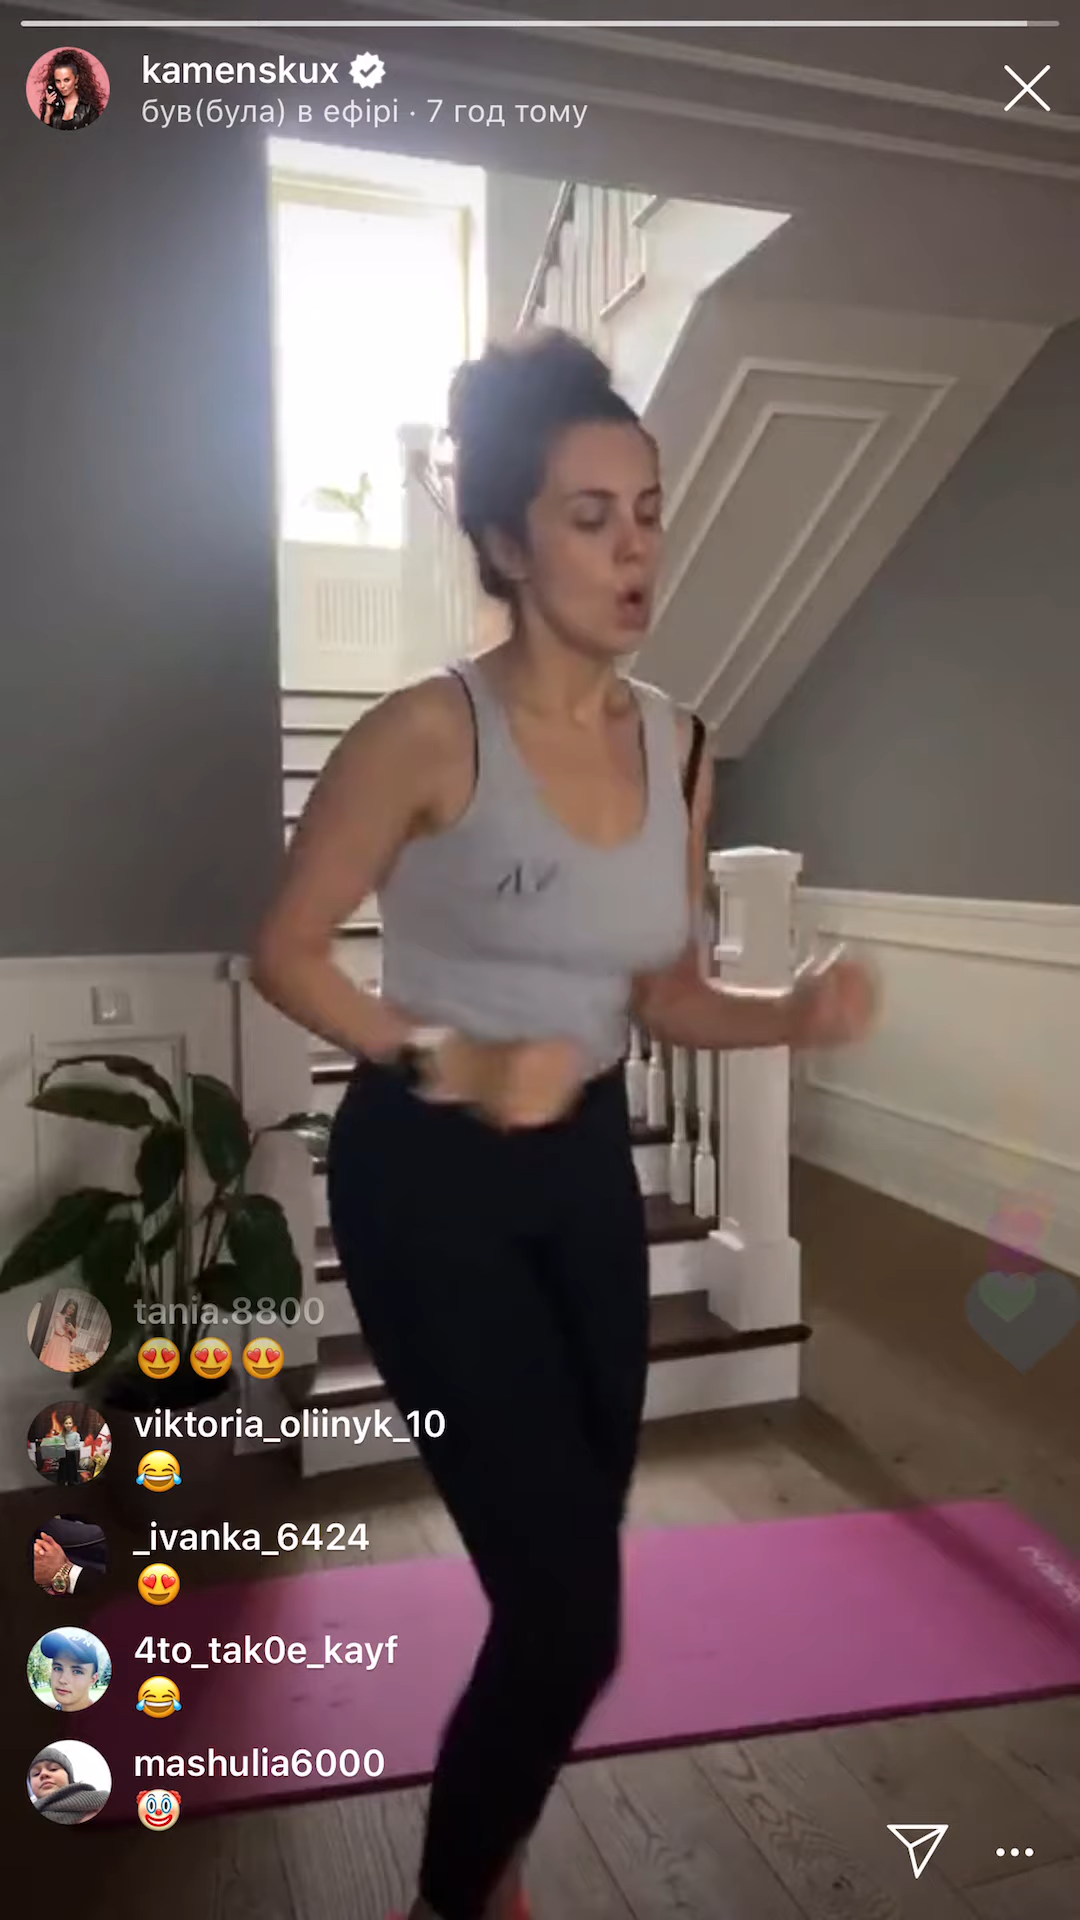 kamenskux
був(була) в ефірі · 7 год тому
tania.8800
😍😍😍
viktoria_oliinyk_10
😂
_ivanka_6424
😍
4to_tak0e_kayf
😂
mashulia6000
🤡